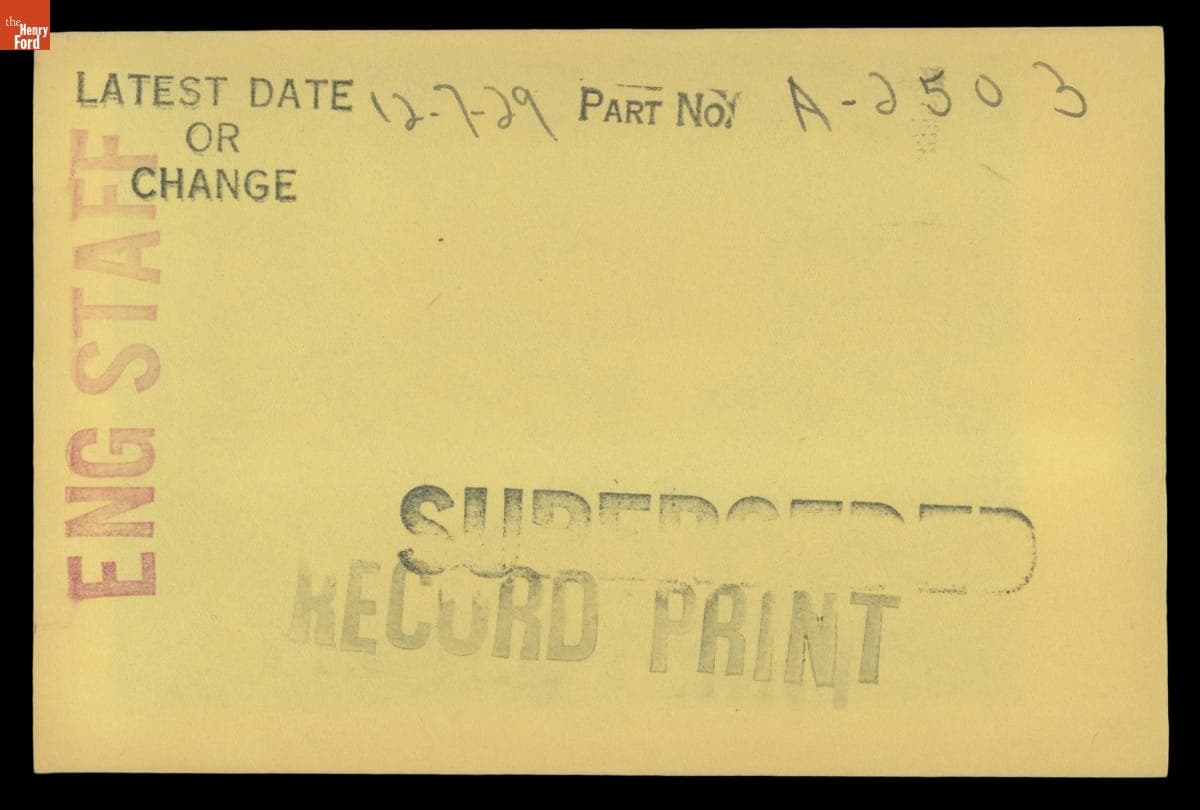 the
Henry
Ford
LATEST DATE 12-7-29 PART NO. A-2503
OR
CHANGE
ENG STAFF
SUPERSEDED
RECORD PRINT